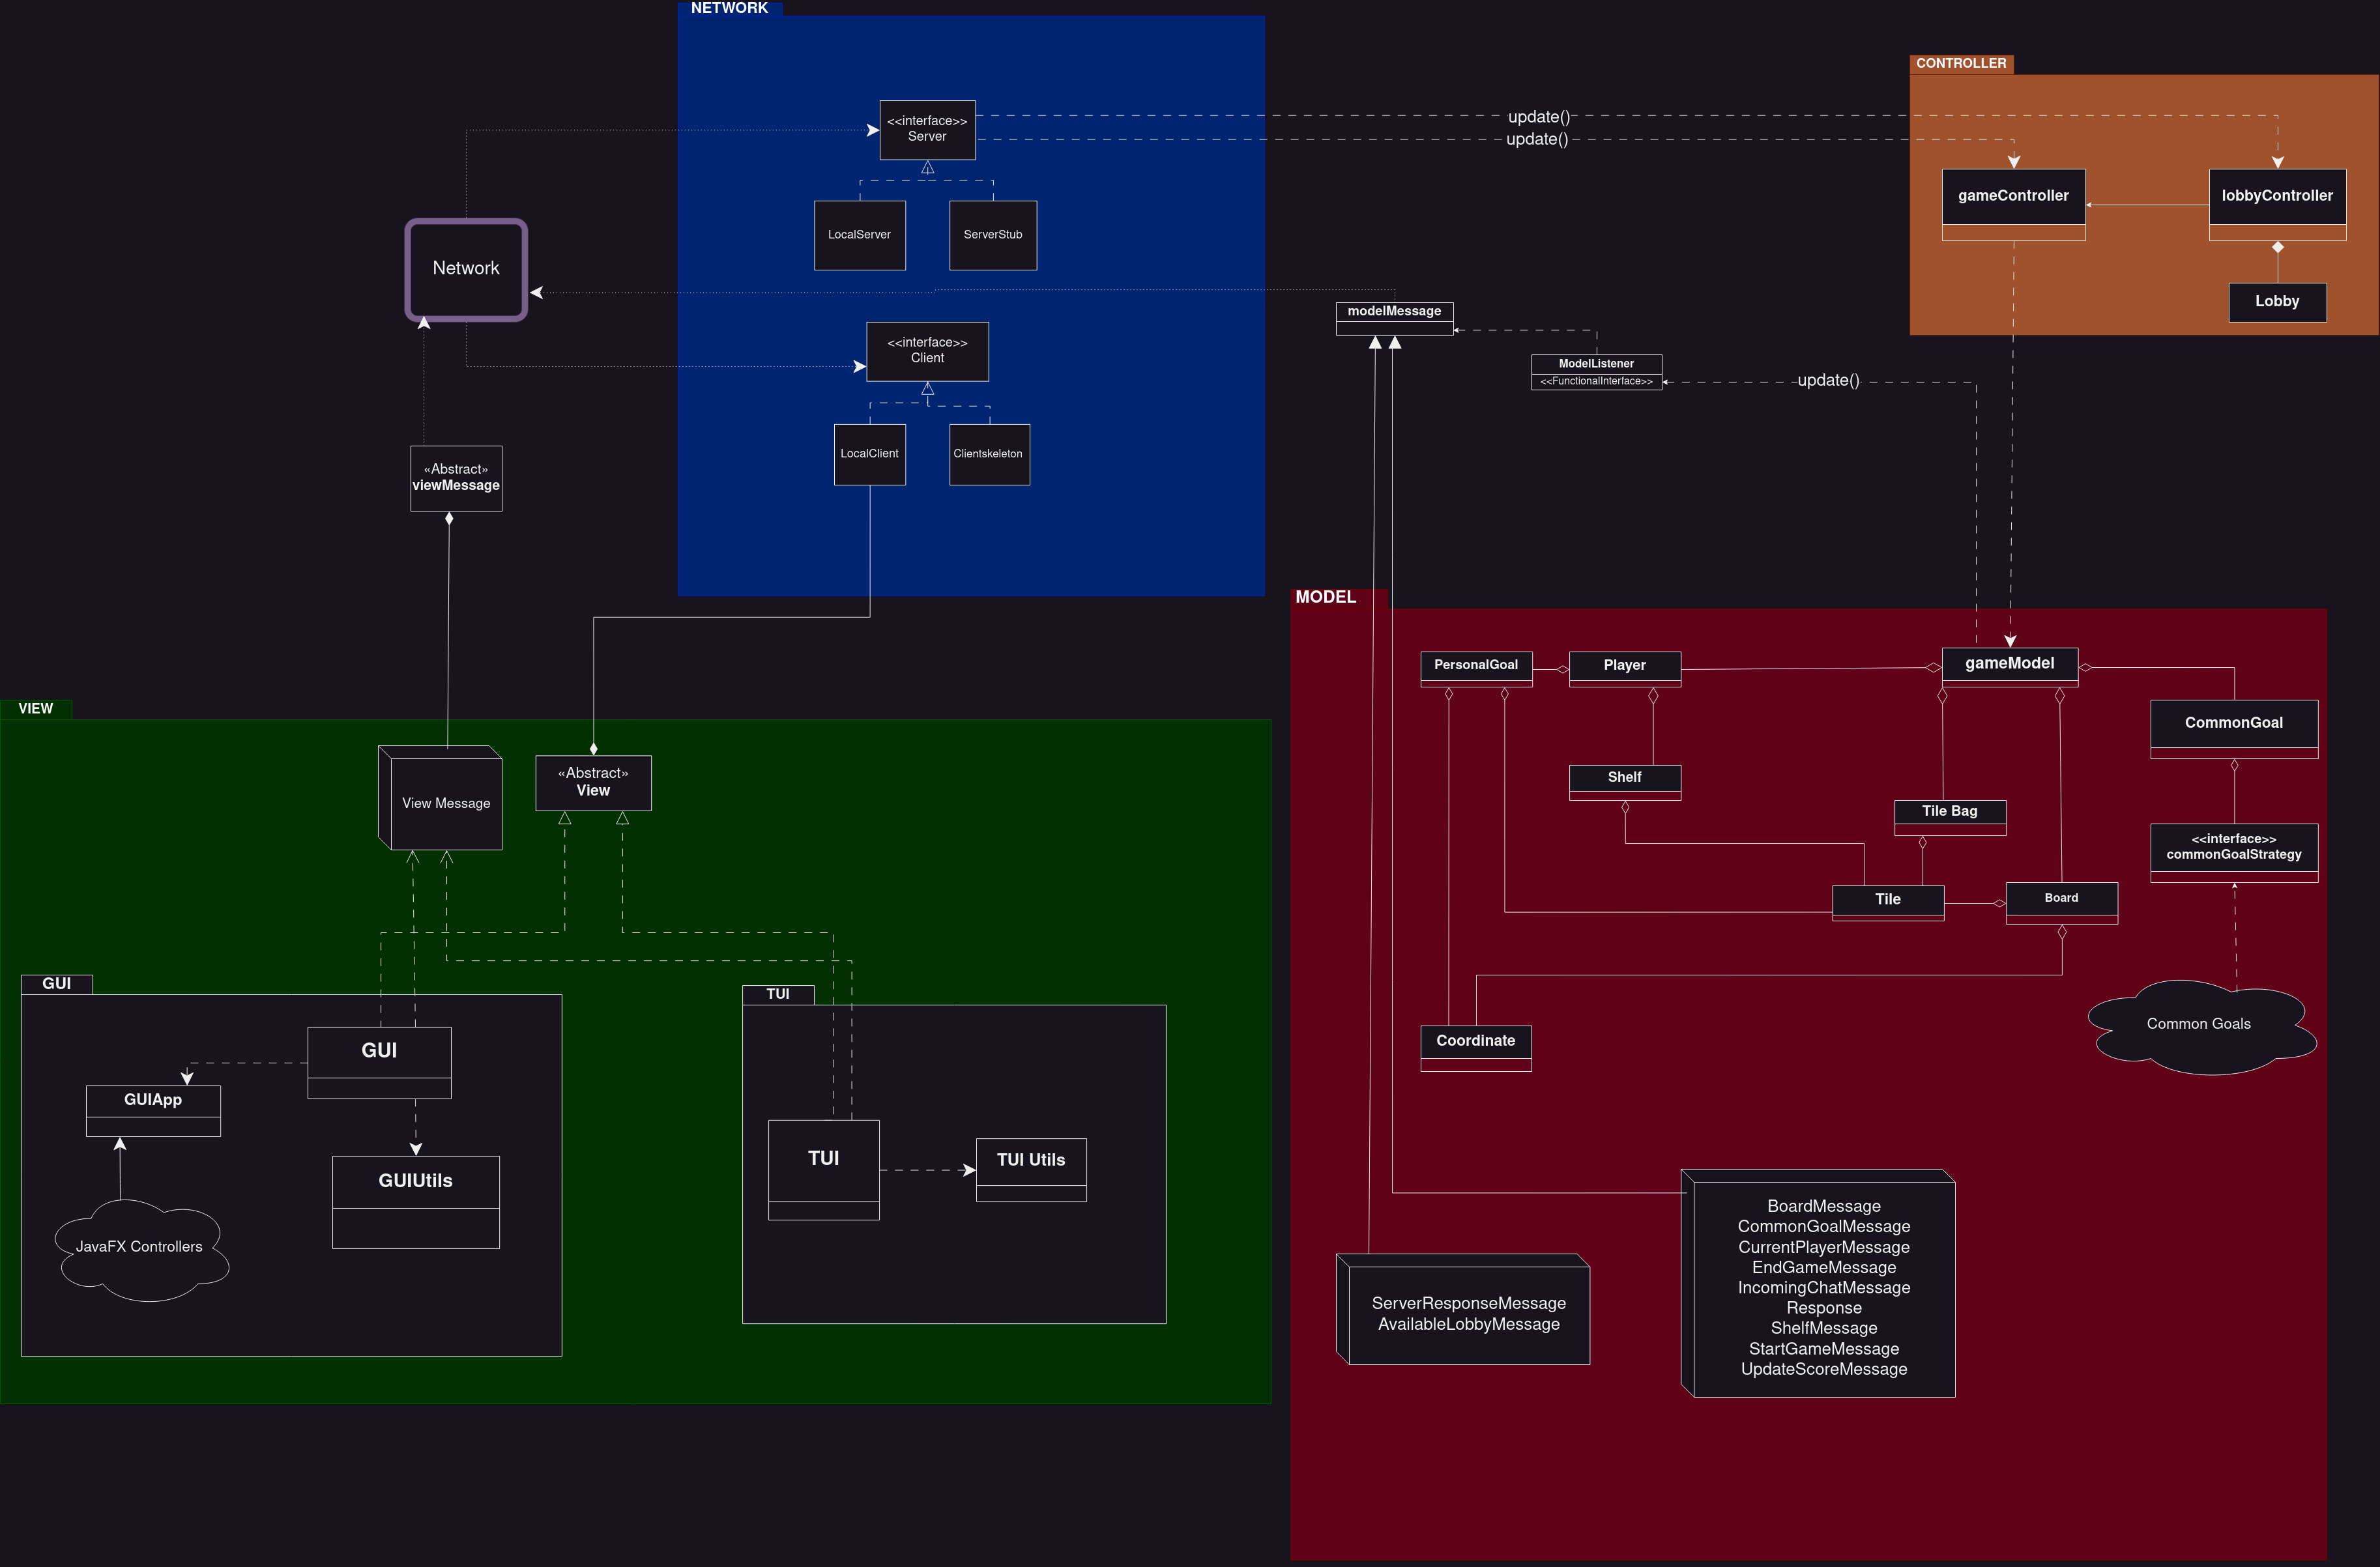 NETWORK
CONTROLLER
<<interface>>
Server
update()
update()
gameController
lobbyController
LocalServer
ServerStub
Network
Lobby
modelMessage
<<interface>>
Client
ModelListener
<<FunctionalInterface>>
update()
LocalClient
Clientskeleton
«Abstract»
viewMessage
MODEL
PersonalGoal
Player
gameModel
VIEW
CommonGoal
«Abstract»
View
View Message
Shelf
Tile Bag
<<interface>>
commonGoalStrategy
Tile
Board
GUI
TUI
Common Goals
Coordinate
GUI
GUIApp
TUI
TUI Utils
GUIUtils
JavaFX Controllers
BoardMessage
CommonGoalMessage
CurrentPlayerMessage
EndGameMessage
IncomingChatMessage
Response
ShelfMessage
StartGameMessage
UpdateScoreMessage
ServerResponseMessage
AvailableLobbyMessage